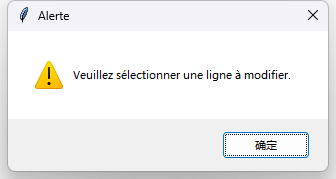 Alerte
Veuillez sélectionner une ligne à modifier.
确定